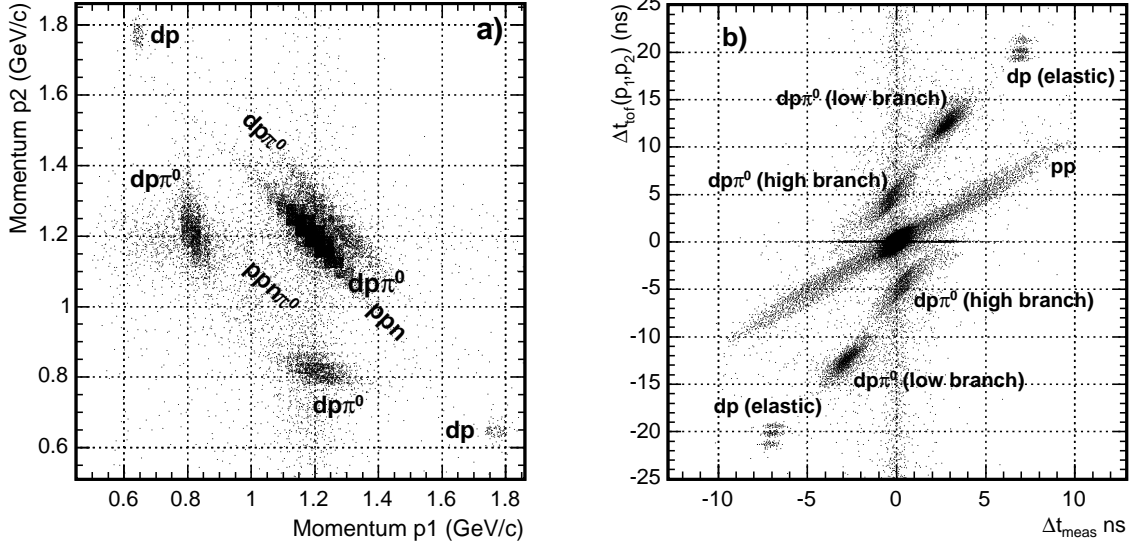 a)
Momentum p2 (GeV/c)
1.8
1.6
1.4
1.2
1
0.8
0.6
dp
dpπ⁰
dpπ⁰
ppnπ⁰
dpπ⁰
ppn
dpπ⁰
dp
0.6 0.8 1 1.2 1.4 1.6 1.8
Momentum p1 (GeV/c)
b)
Δt_tof(p₁,p₂) (ns)
25
20
15
10
5
0
-5
-10
-15
-20
-25
dp (elastic)
dpπ⁰ (low branch)
dpπ⁰ (high branch)
pp
dpπ⁰ (high branch)
dpπ⁰ (low branch)
dp (elastic)
-10 -5 0 5 10
Δt_meas ns